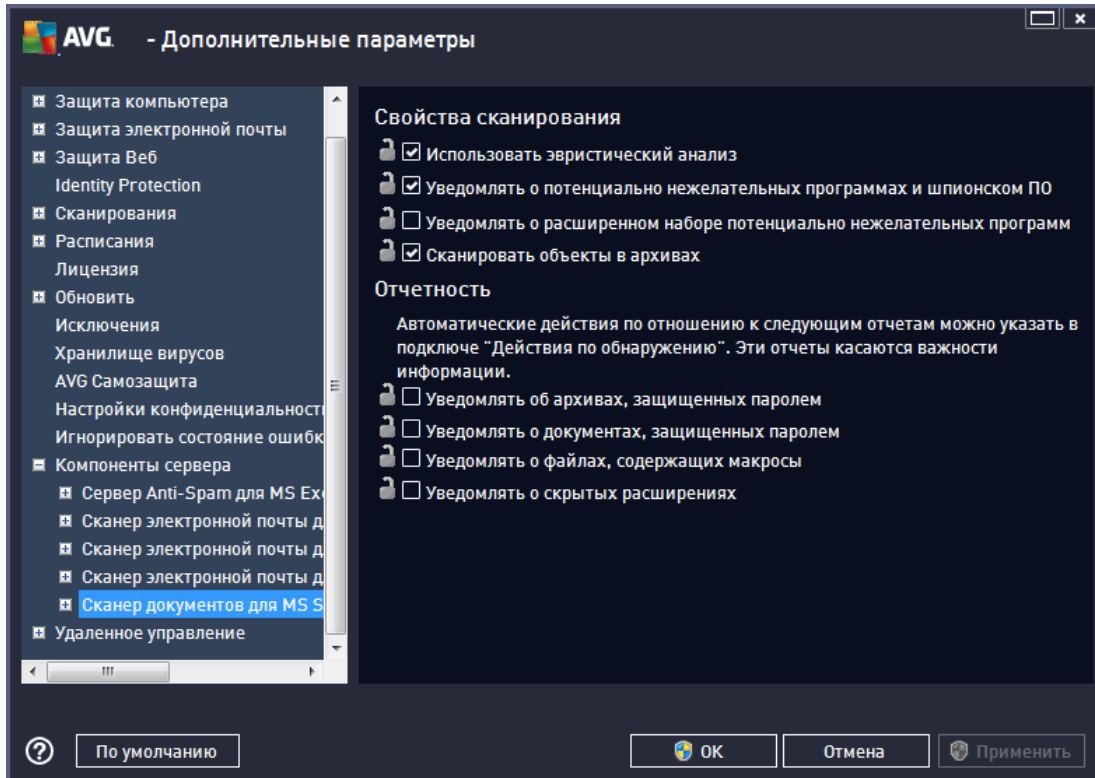 AVG. - Дополнительные параметры
Защита компьютера
Защита электронной почты
Защита Веб
Identity Protection
Сканирования
Расписания
Лицензия
Обновить
Исключения
Хранилище вирусов
AVG Самозащита
Настройки конфиденциальност
Игнорировать состояние ошибк
Компоненты сервера
Сервер Anti-Spam для MS Exc
Сканер электронной почты д
Сканер электронной почты д
Сканер электронной почты д
Сканер документов для MS S
Удаленное управление
Свойства сканирования
Использовать эвристический анализ
Уведомлять о потенциально нежелательных программах и шпионском ПО
Уведомлять о расширенном наборе потенциально нежелательных программ
Сканировать объекты в архивах
Отчетность
Автоматические действия по отношению к следующим отчетам можно указать в
подключе "Действия по обнаружению". Эти отчеты касаются важности
информации.
Уведомлять об архивах, защищенных паролем
Уведомлять о документах, защищенных паролем
Уведомлять о файлах, содержащих макросы
Уведомлять о скрытых расширениях
По умолчанию
OK
Отмена
Применить